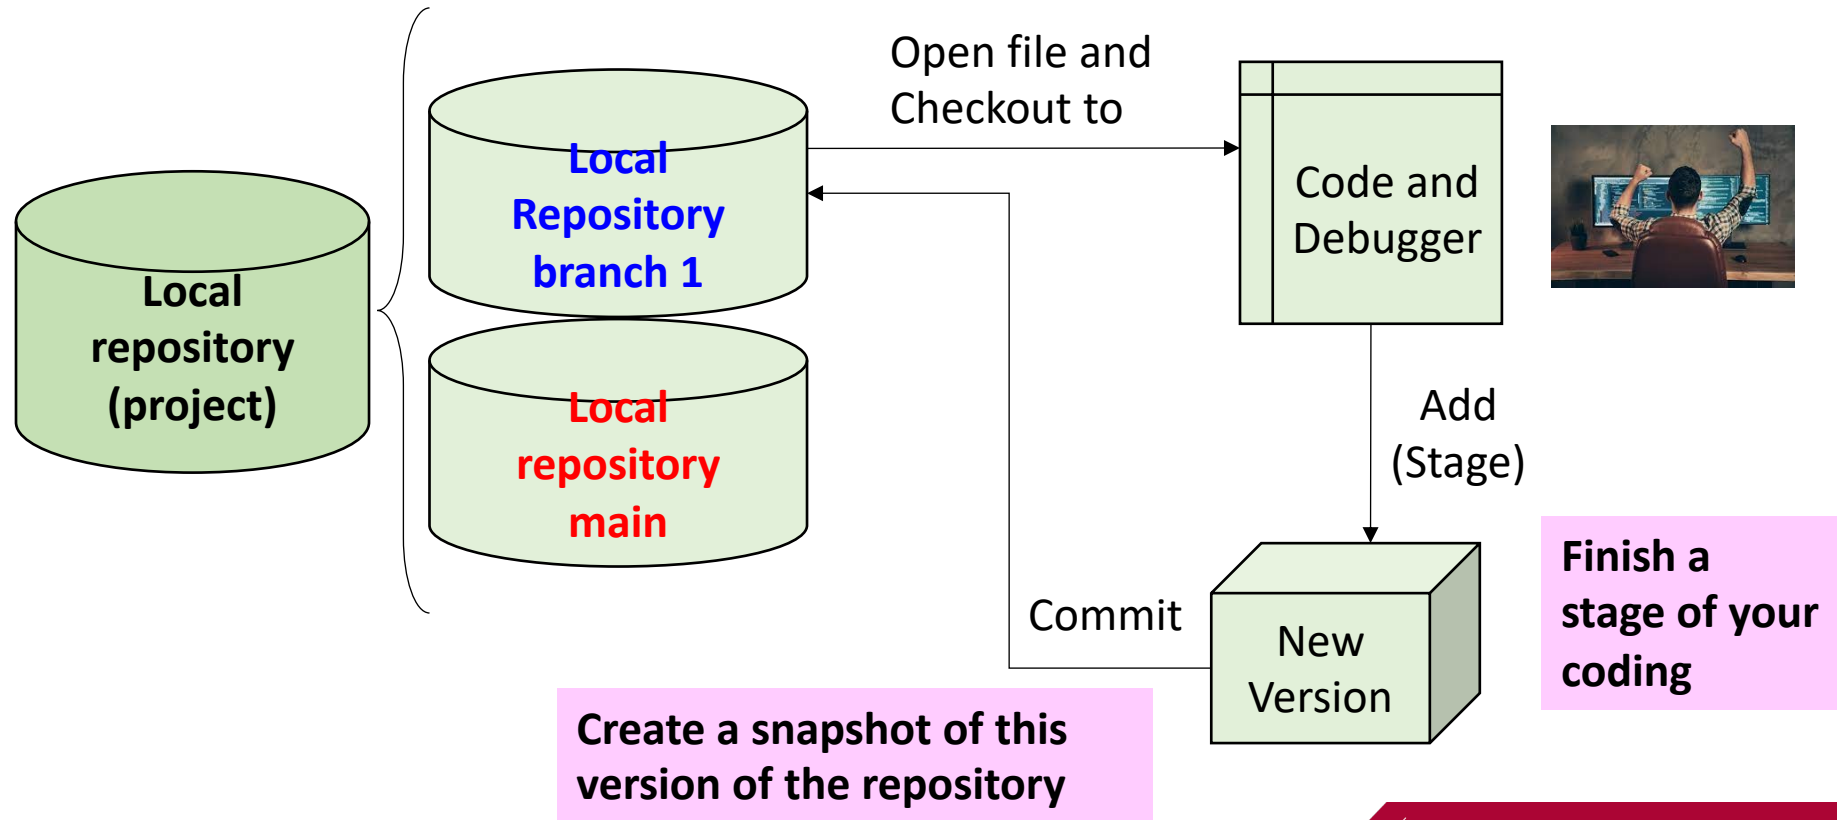 Local
repository
(project)
Local
Repository
branch 1
Local
repository
main
Open file and
Checkout to
Code and
Debugger
Add
(Stage)
Finish a
stage of your
coding
New
Version
Commit
Create a snapshot of this
version of the repository